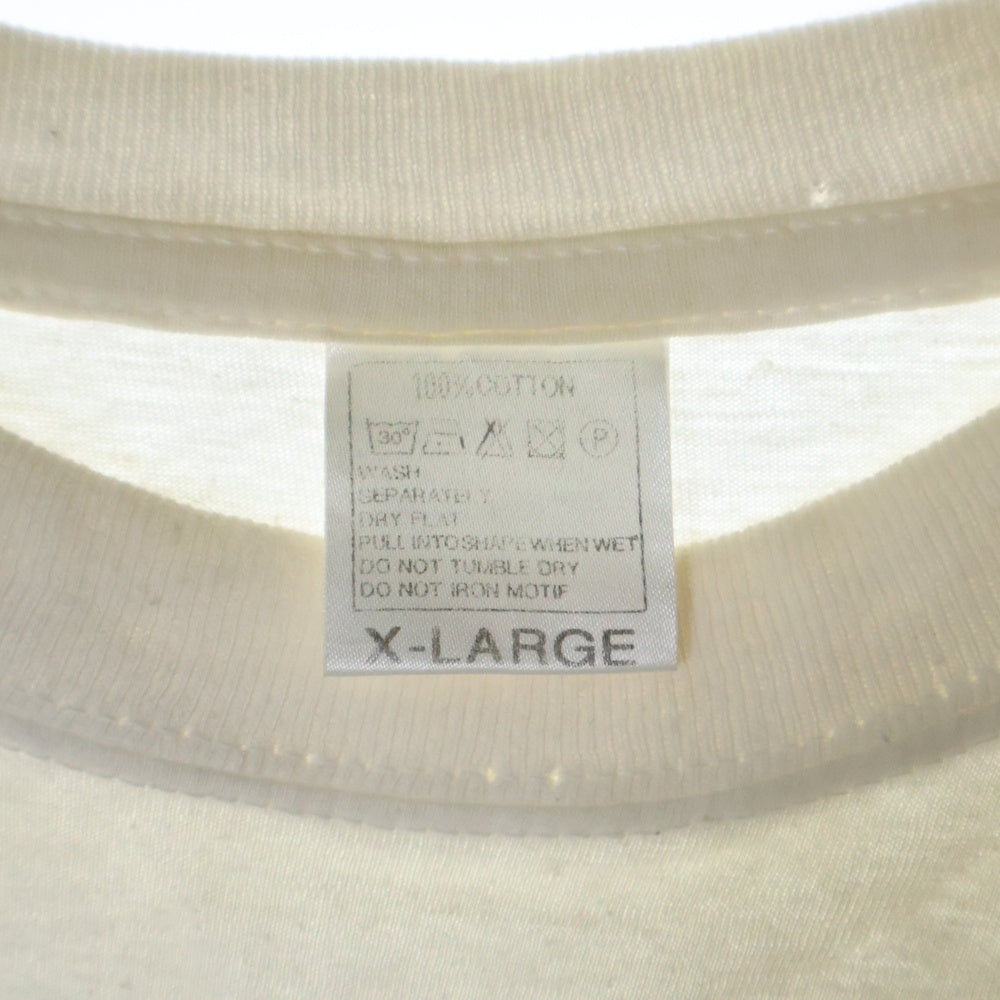 100% COTTON
30° P
WASH
SEPARATELY
DRY FLAT
PULL INTO SHAPE WHEN WET
DO NOT TUMBLE DRY
DO NOT IRON MOTIF
X-LARGE